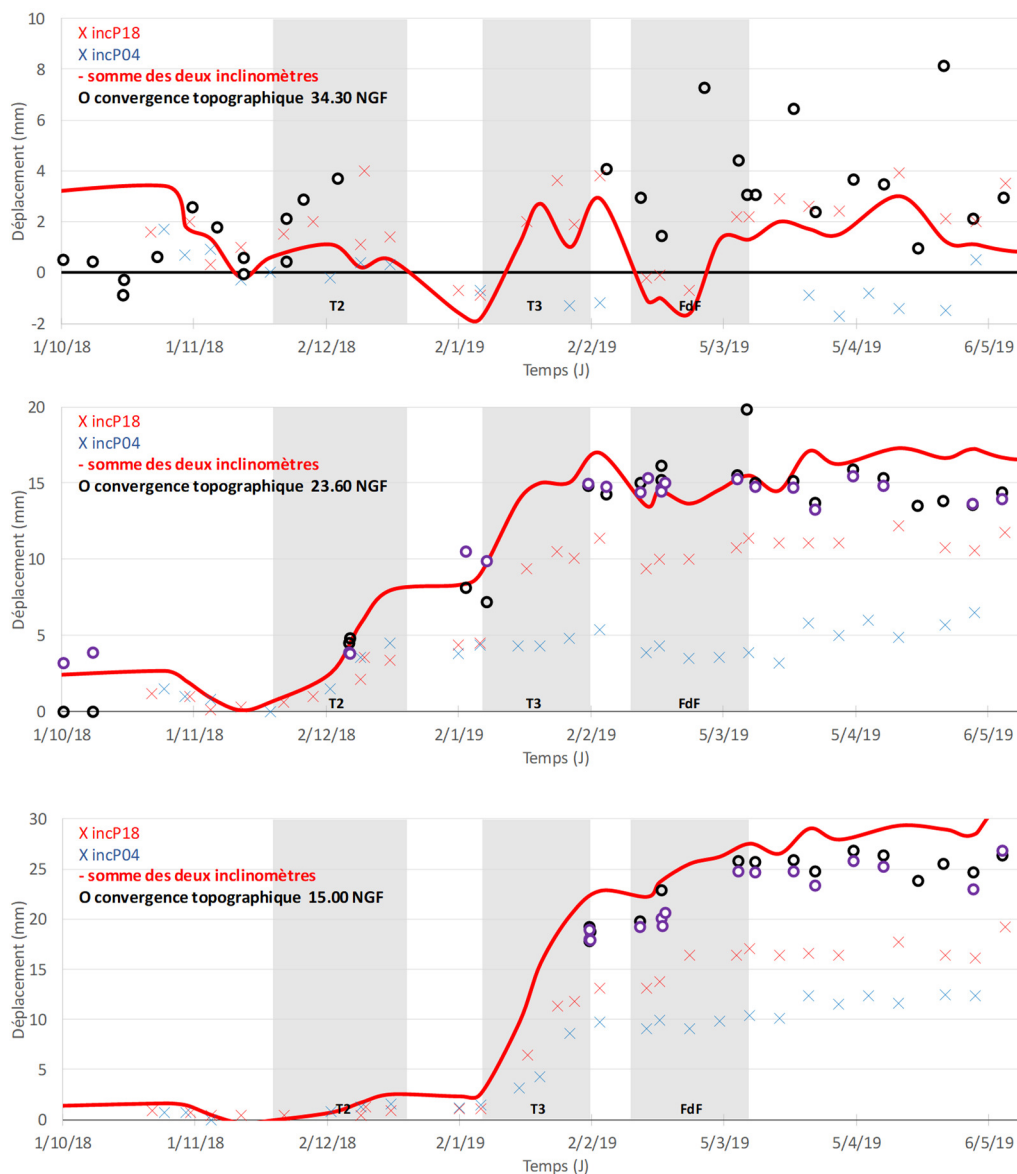 10
8
6
4
2
0
-2
Déplacement (mm)
X incP18
X incP04
- somme des deux inclinomètres
O convergence topographique 34.30 NGF
T2
T3
FdF
1/10/18 1/11/18 2/12/18 2/1/19 2/2/19 5/3/19 5/4/19 6/5/19
Temps (J)
20
15
10
5
0
Déplacement (mm)
X incP18
X incP04
- somme des deux inclinomètres
O convergence topographique 23.60 NGF
T2
T3
FdF
1/10/18 1/11/18 2/12/18 2/1/19 2/2/19 5/3/19 5/4/19 6/5/19
Temps (J)
30
25
20
15
10
5
0
Déplacement (mm)
X incP18
X incP04
- somme des deux inclinomètres
O convergence topographique 15.00 NGF
T2
T3
FdF
1/10/18 1/11/18 2/12/18 2/1/19 2/2/19 5/3/19 5/4/19 6/5/19
Temps (J)